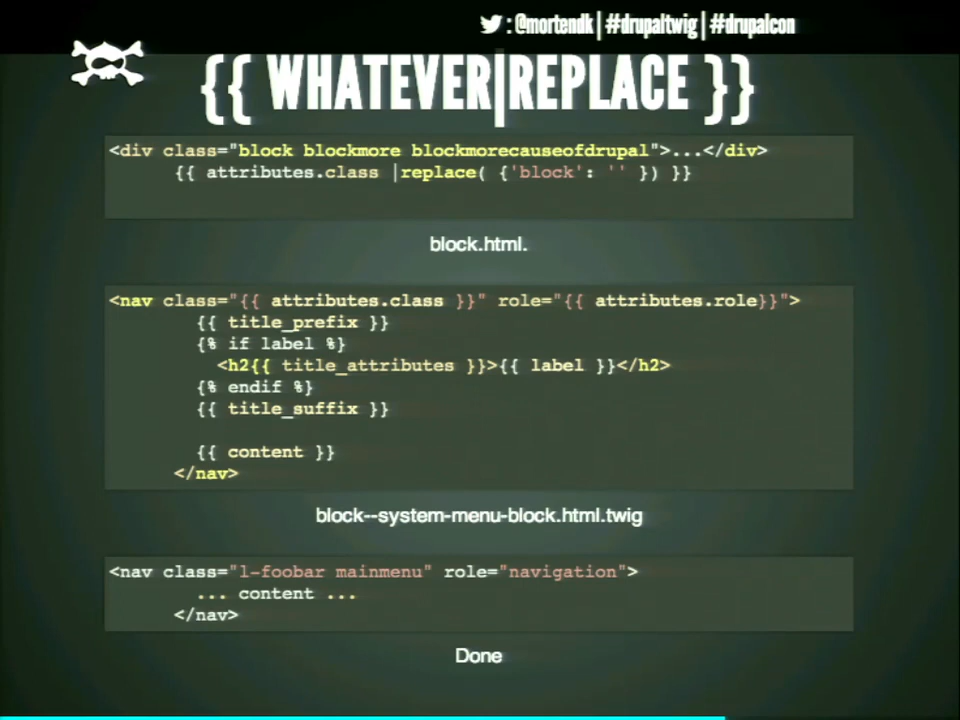 : @mortendk | #drupaltwig | #drupalcon
{{ WHATEVER|REPLACE }}
<div class="block blockmore blockmorecauseofdrupal">...</div>
{{ attributes.class |replace( {'block': '' }) }}
block.html.
<nav class="{{ attributes.class }}" role="{{ attributes.role}}">
{{ title_prefix }}
{% if label %}
<h2{{ title_attributes }}>{{ label }}</h2>
{% endif %}
{{ title_suffix }}
{{ content }}
</nav>
block--system-menu-block.html.twig
<nav class="l-foobar mainmenu" role="navigation">
... content ...
</nav>
Done